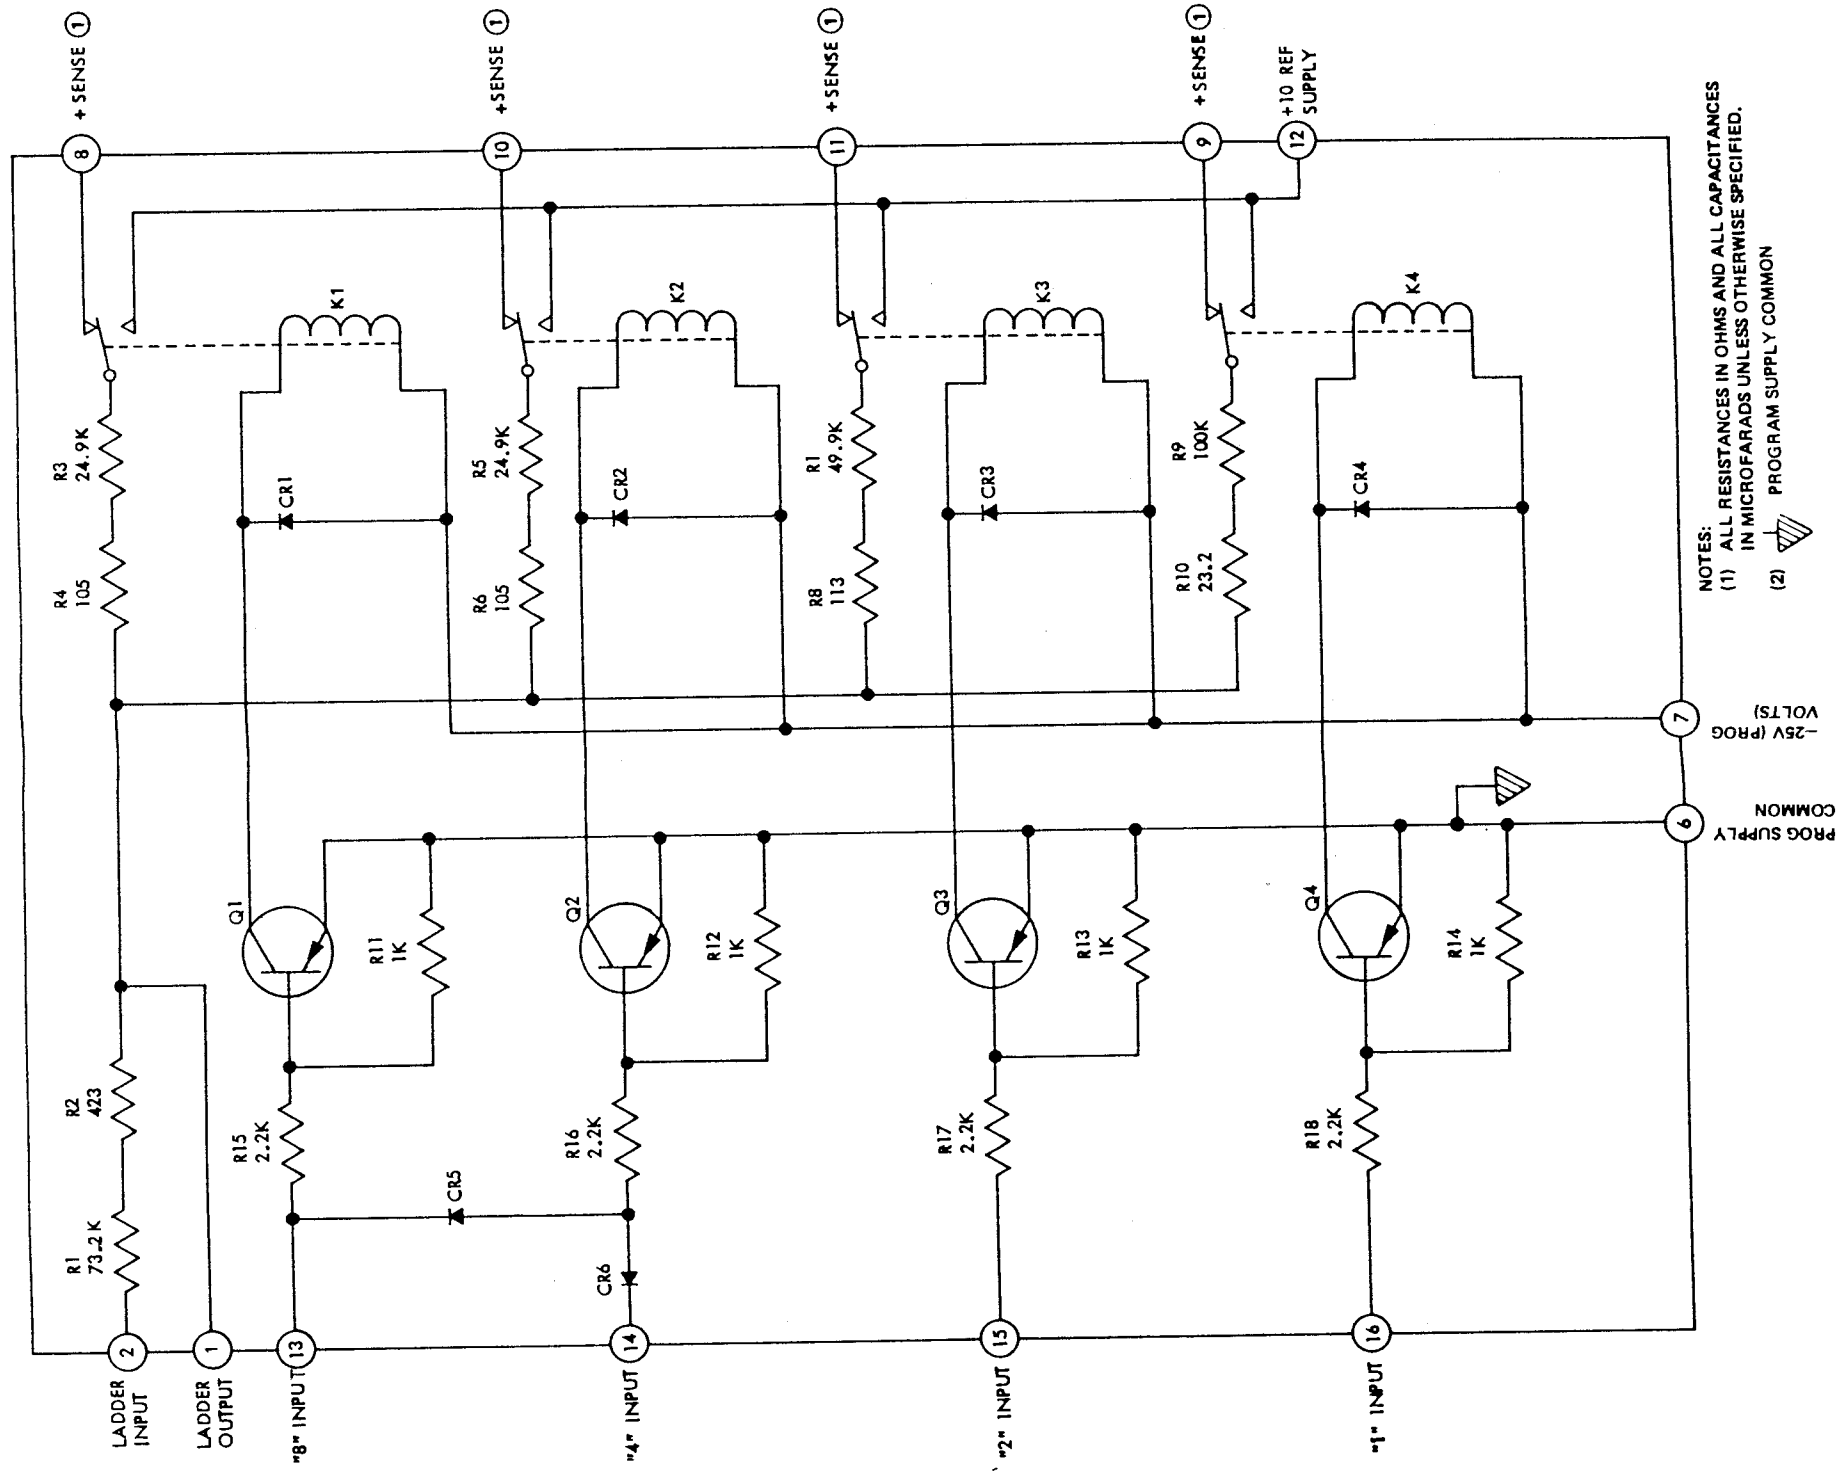 8
+SENSE 1
10
+SENSE 1
11
+SENSE 1
9
+SENSE 1
12
+10 REF
SUPPLY
R4
105
R3
24.9K
K1
CR1
R6
105
R5
24.9K
K2
CR2
R8
113
R1
49.9K
K3
CR3
R10
23.2
R9
100K
K4
CR4
7
-25V (PROG
VOLTS)
6
PROG SUPPLY
COMMON
Q1
R11
1K
Q2
R12
1K
Q3
R13
1K
Q4
R14
1K
R1
73.2K
R2
423
R15
2.2K
R16
2.2K
R17
2.2K
R18
2.2K
CR5
CR6
LADDER
INPUT
2
LADDER
OUTPUT
1
"8" INPUT
13
"4" INPUT
14
"2" INPUT
15
"1" INPUT
16
NOTES:
(1) ALL RESISTANCES IN OHMS AND ALL CAPACITANCES
IN MICROFARADS UNLESS OTHERWISE SPECIFIED.
(2) PROGRAM SUPPLY COMMON